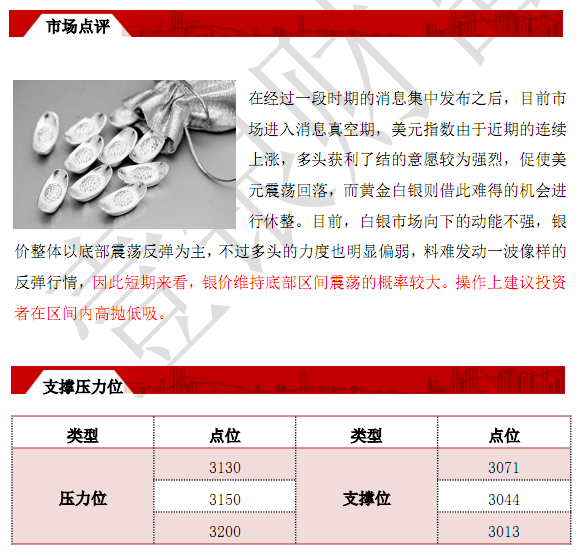 市场点评
在经过一段时期的消息集中发布之后，目前市
场进入消息真空期，美元指数由于近期的连续
上涨，多头获利了结的意愿较为强烈，促使美
元震荡回落，而黄金白银则借此难得的机会进
行休整。目前，白银市场向下的动能不强，银
价整体以底部震荡反弹为主，不过多头的力度也明显偏弱，料难发动一波像样的
反弹行情，因此短期来看，银价维持底部区间震荡的概率较大。操作上建议投资
者在区间内高抛低吸。
支撑压力位
类型 点位 类型 点位
3130 3071
压力位 3150 支撑位 3044
3200 3013